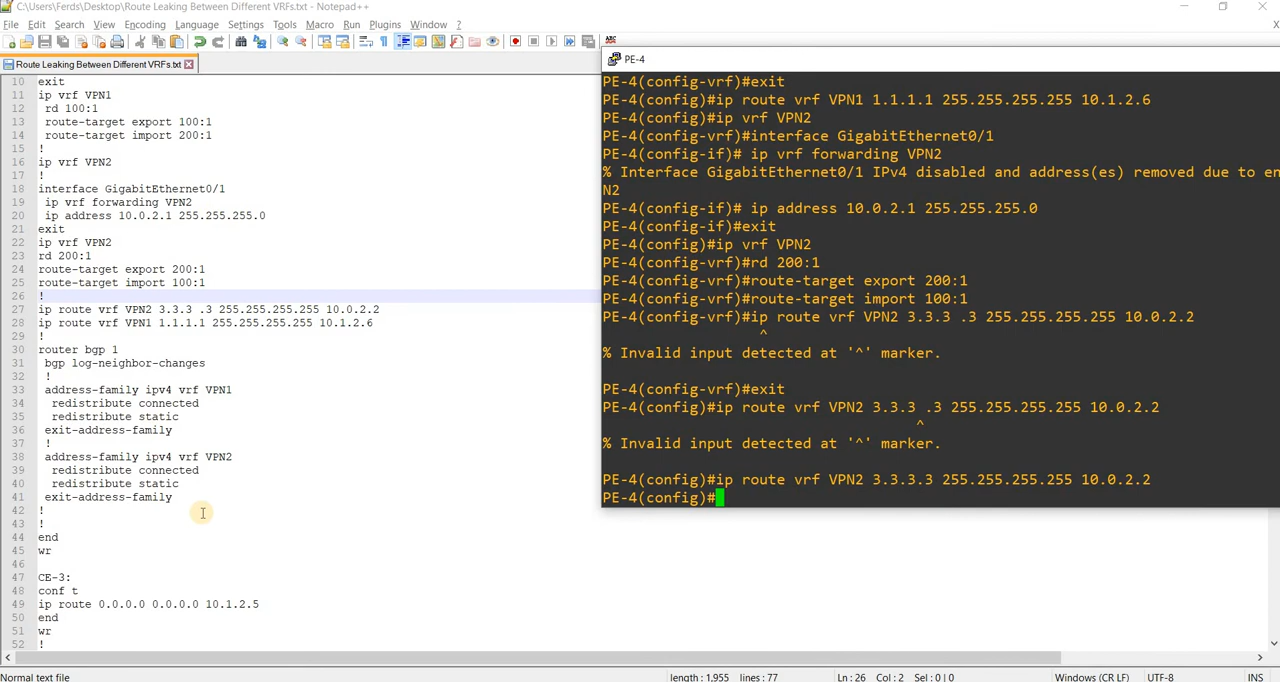 C:\Users\Ferds\Desktop\Route Leaking Between Different VRFs.txt - Notepad++
File Edit Search View Encoding Language Settings Tools Macro Run Plugins Window ? X
ABC
Route Leaking Between Different VRFs.txt
10 exit
11 ip vrf VPN1
12 rd 100:1
13 route-target export 100:1
14 route-target import 200:1
15 !
16 ip vrf VPN2
17 !
18 interface GigabitEthernet0/1
19 ip vrf forwarding VPN2
20 ip address 10.0.2.1 255.255.255.0
21 exit
22 ip vrf VPN2
23 rd 200:1
24 route-target export 200:1
25 route-target import 100:1
26 !
27 ip route vrf VPN2 3.3.3 .3 255.255.255.255 10.0.2.2
28 ip route vrf VPN1 1.1.1.1 255.255.255.255 10.1.2.6
29 !
30 router bgp 1
31 bgp log-neighbor-changes
32 !
33 address-family ipv4 vrf VPN1
34 redistribute connected
35 redistribute static
36 exit-address-family
37 !
38 address-family ipv4 vrf VPN2
39 redistribute connected
40 redistribute static
41 exit-address-family
42 !
43 !
44 end
45 wr
46
47 CE-3:
48 conf t
49 ip route 0.0.0.0 0.0.0.0 10.1.2.5
50 end
51 wr
52 !
PE-4
PE-4(config-vrf)#exit
PE-4(config)#ip route vrf VPN1 1.1.1.1 255.255.255.255 10.1.2.6
PE-4(config)#ip vrf VPN2
PE-4(config-vrf)#interface GigabitEthernet0/1
PE-4(config-if)# ip vrf forwarding VPN2
% Interface GigabitEthernet0/1 IPv4 disabled and address(es) removed due to en
N2
PE-4(config-if)# ip address 10.0.2.1 255.255.255.0
PE-4(config-if)#exit
PE-4(config)#ip vrf VPN2
PE-4(config-vrf)#rd 200:1
PE-4(config-vrf)#route-target export 200:1
PE-4(config-vrf)#route-target import 100:1
PE-4(config-vrf)#ip route vrf VPN2 3.3.3 .3 255.255.255.255 10.0.2.2
^
% Invalid input detected at '^' marker.
PE-4(config-vrf)#exit
PE-4(config)#ip route vrf VPN2 3.3.3 .3 255.255.255.255 10.0.2.2
^
% Invalid input detected at '^' marker.
PE-4(config)#ip route vrf VPN2 3.3.3.3 255.255.255.255 10.0.2.2
PE-4(config)#
Normal text file length : 1,955 lines : 77 Ln : 26 Col : 2 Sel : 0 | 0 Windows (CR LF) UTF-8 INS